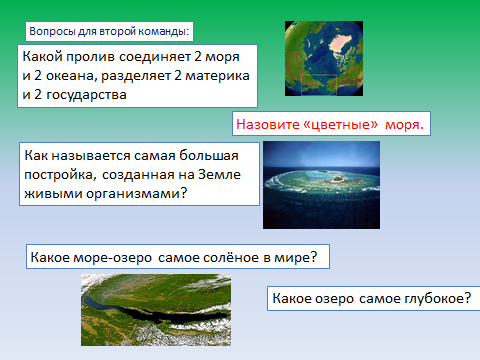 Вопросы для второй команды:
Какой пролив соединяет 2 моря
и 2 океана, разделяет 2 материка
и 2 государства
Назовите «цветные» моря.
Как называется самая большая
постройка, созданная на Земле
живыми организмами?
Какое море-озеро самое солёное в мире?
Какое озеро самое глубокое?